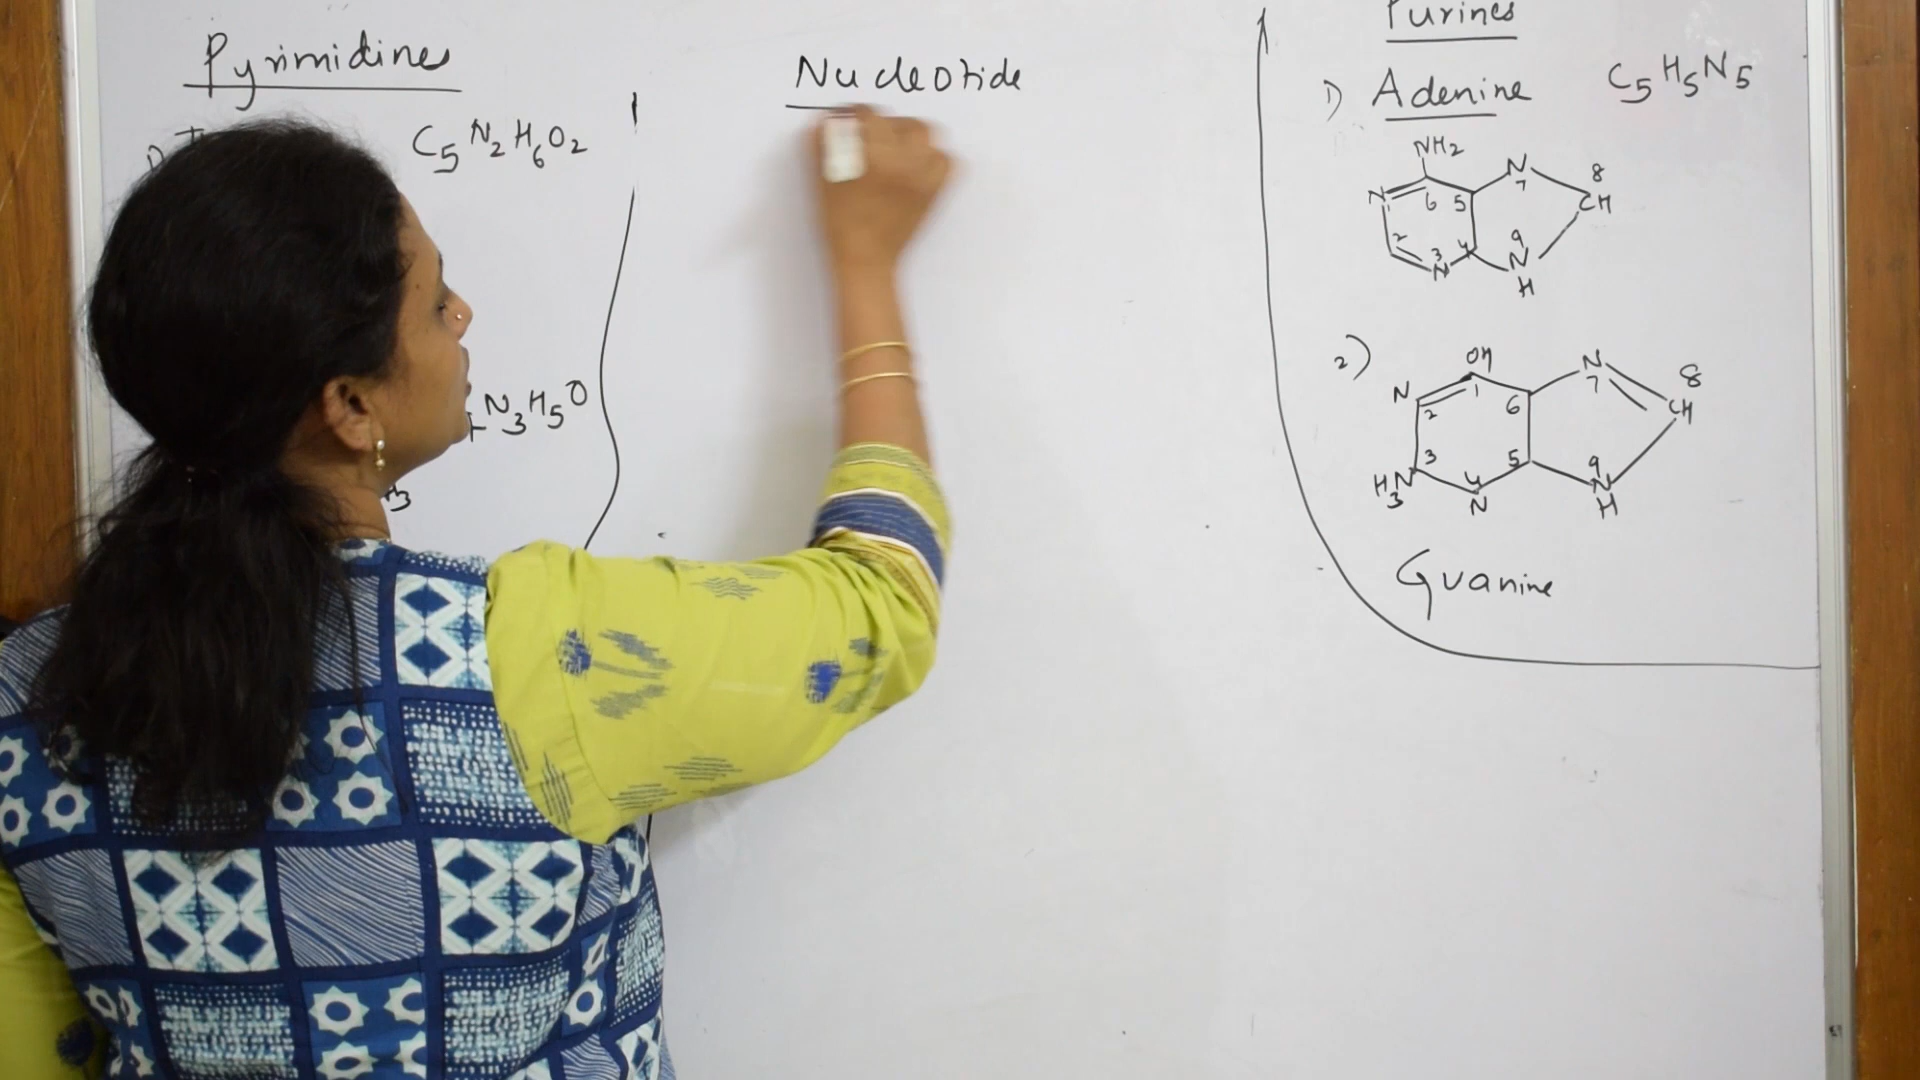 Pyrimidines
C5N2H6O2
N3H5O
Nucleotide
Purines
1) Adenine C5H5N5
NH2
N 1 6 5 N 7 8 CH
2 3 N 4 9 N H
2)
OH
N 2 1 6 N 7 8 CH
3 5 9
H3N 4 N N H
Guanine